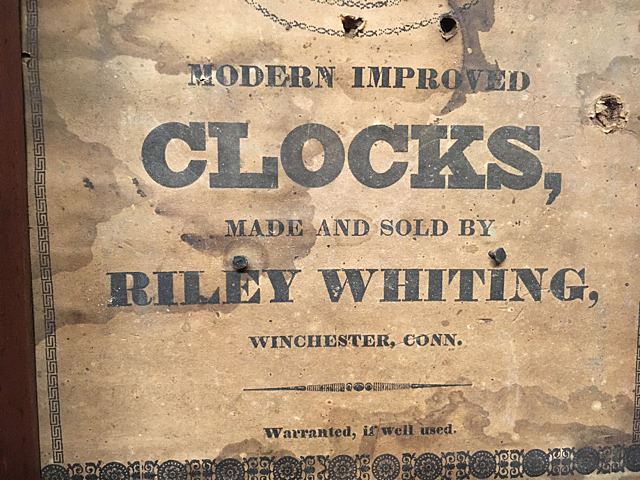 MODERN IMPROVED
CLOCKS,
MADE AND SOLD BY
RILEY WHITING,
WINCHESTER, CONN.
Warranted, if well used.